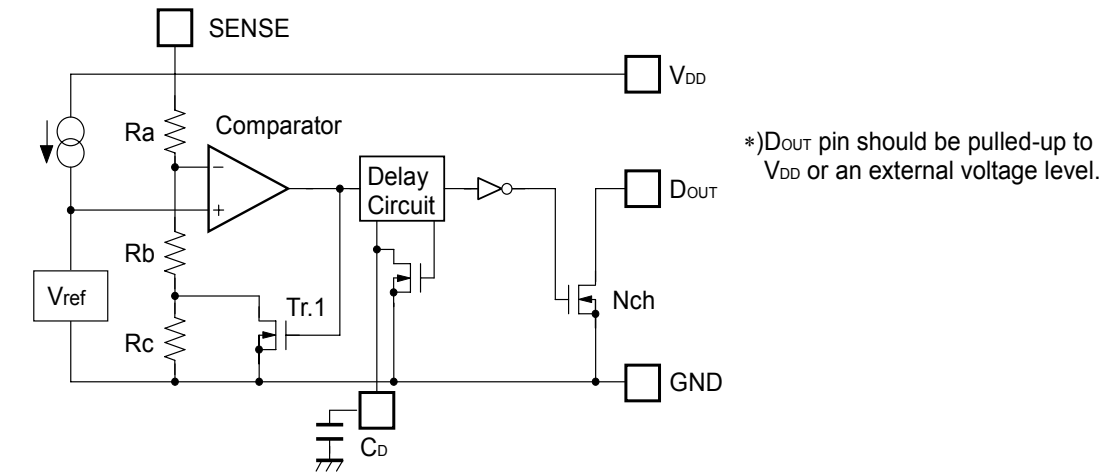 SENSE
VDD
Ra
Comparator
*)DOUT pin should be pulled-up to
VDD or an external voltage level.
−
+
Delay
Circuit
DOUT
Rb
Vref
Tr.1
Nch
Rc
GND
CD